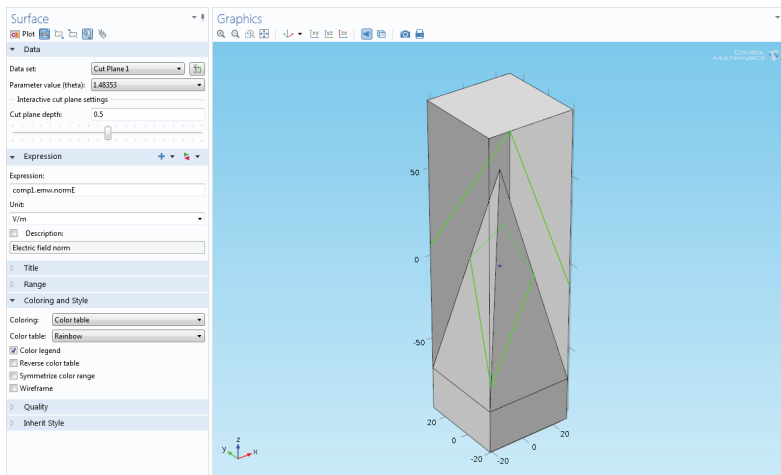 Surface
Plot
Data
Data set:
Cut Plane 1
Parameter value (theta):
1.48353
Interactive cut plane settings
Cut plane depth:
0.5
Expression
Expression:
comp1.emw.normE
Unit:
V/m
Description:
Electric field norm
Title
Range
Coloring and Style
Coloring:
Color table
Color table:
Rainbow
Color legend
Reverse color table
Symmetrize color range
Wireframe
Quality
Inherit Style
Graphics
COMSOL
MULTIPHYSICS
50
0
-50
20
0
-20
-20
0
20
z
y
x